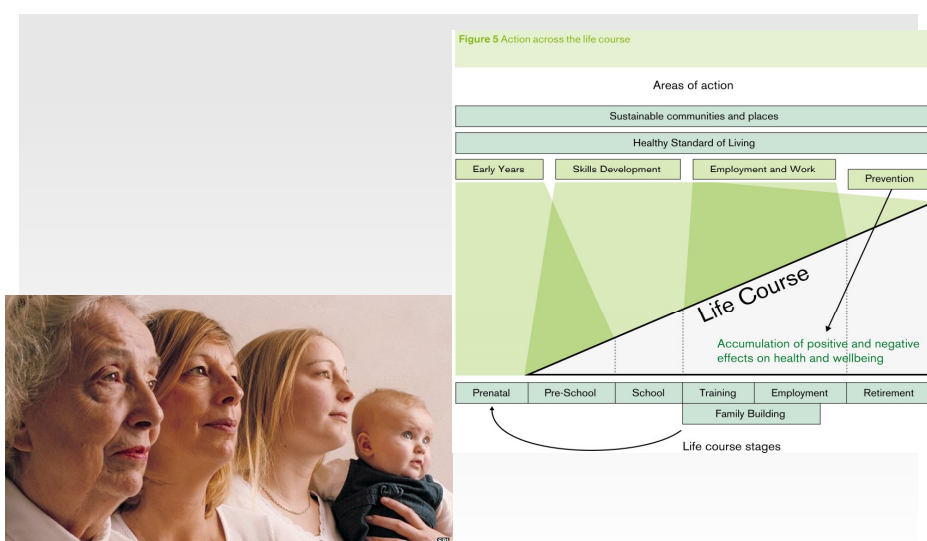 Figure 5 Action across the life course
Areas of action
Sustainable communities and places
Healthy Standard of Living
Early Years
Skills Development
Employment and Work
Prevention
Life Course
Accumulation of positive and negative
effects on health and wellbeing
Prenatal
Pre-School
School
Training
Employment
Retirement
Family Building
Life course stages